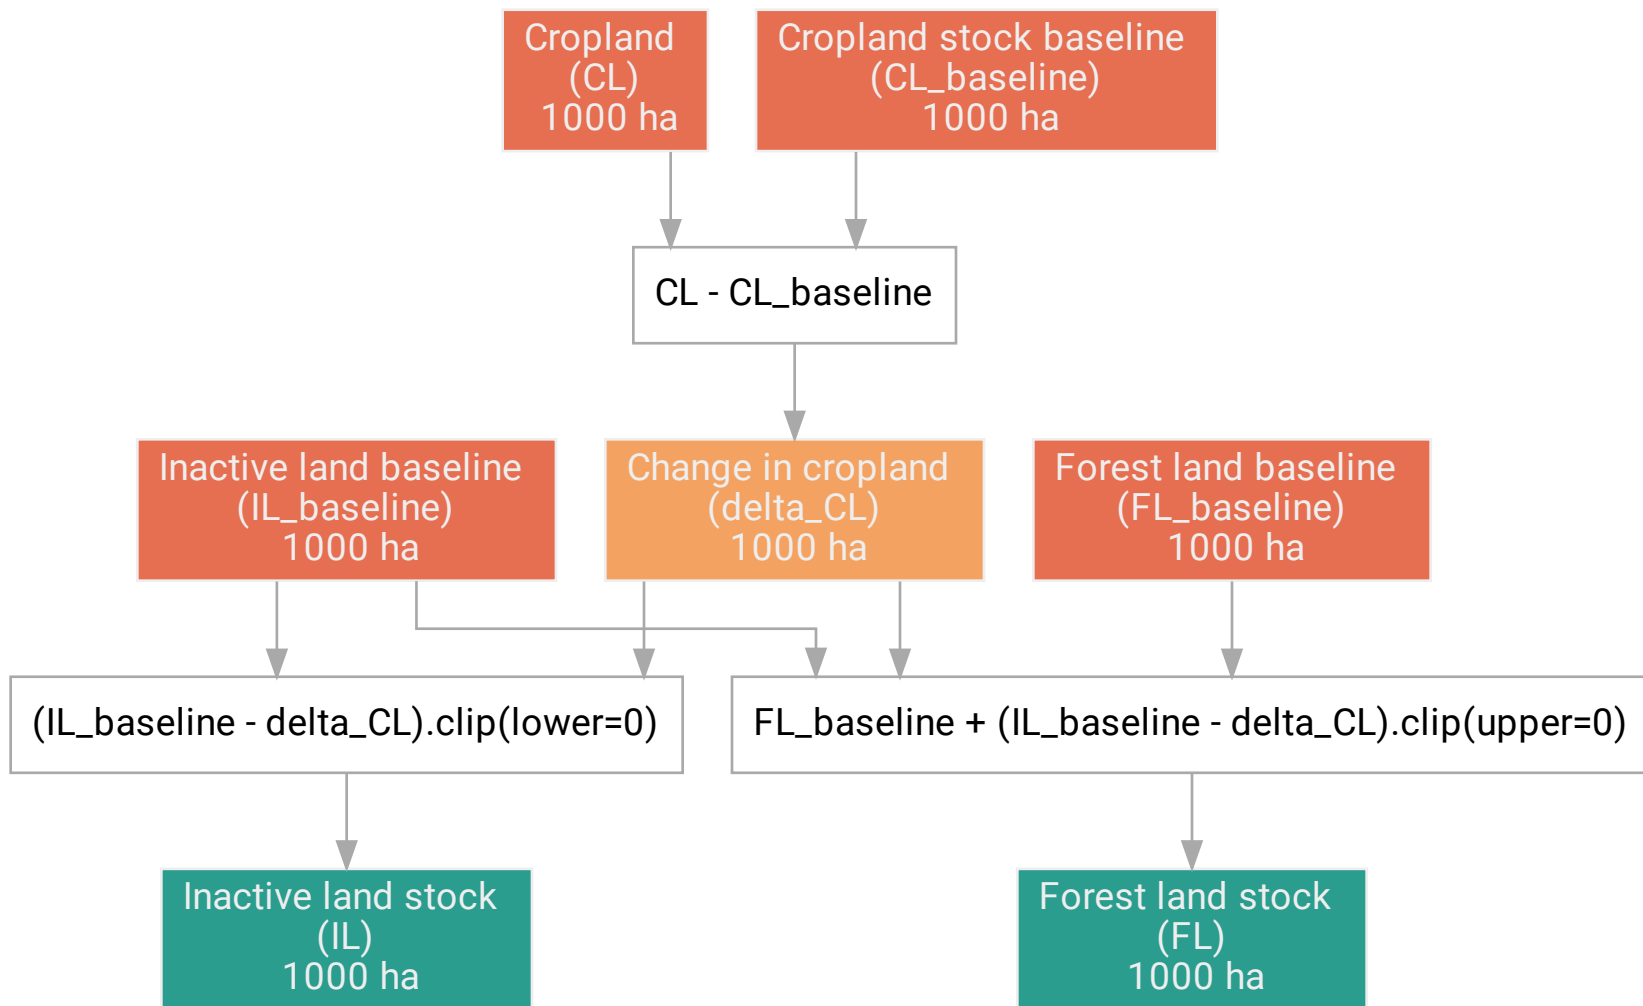 Cropland
(CL)
1000 ha
Cropland stock baseline
(CL_baseline)
1000 ha
CL - CL_baseline
Inactive land baseline
(IL_baseline)
1000 ha
Change in cropland
(delta_CL)
1000 ha
Forest land baseline
(FL_baseline)
1000 ha
(IL_baseline - delta_CL).clip(lower=0)
FL_baseline + (IL_baseline - delta_CL).clip(upper=0)
Inactive land stock
(IL)
1000 ha
Forest land stock
(FL)
1000 ha